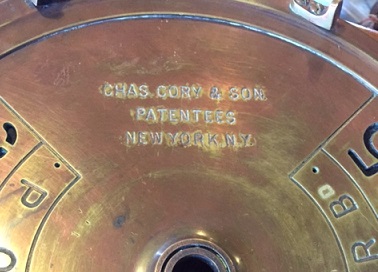 CHAS. CORY & SON.
PATENTEES
NEW YORK.N.Y.